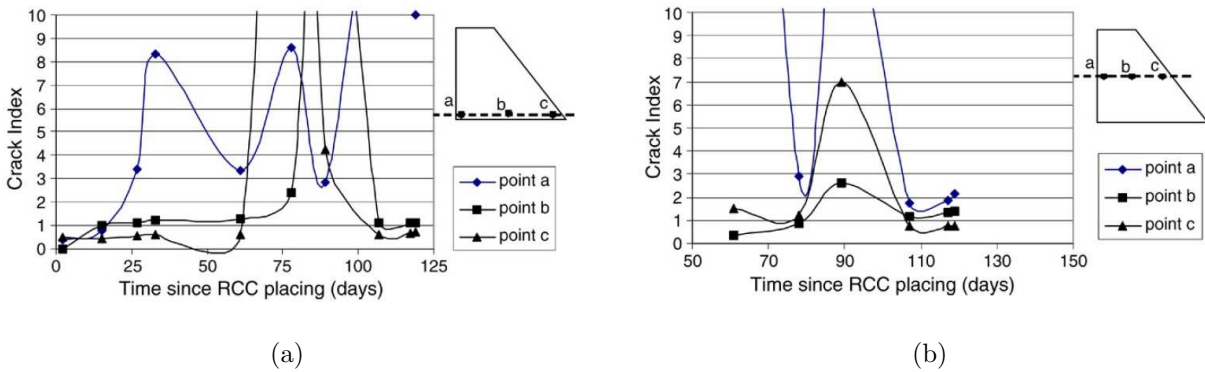 10
9
8
7
6
5
4
3
2
1
0
Crack Index
0 25 50 75 100 125
Time since RCC placing (days)
a b c
point a
point b
point c
(a)
10
9
8
7
6
5
4
3
2
1
0
Crack Index
50 70 90 110 130 150
Time since RCC placing (days)
a b c
point a
point b
point c
(b)